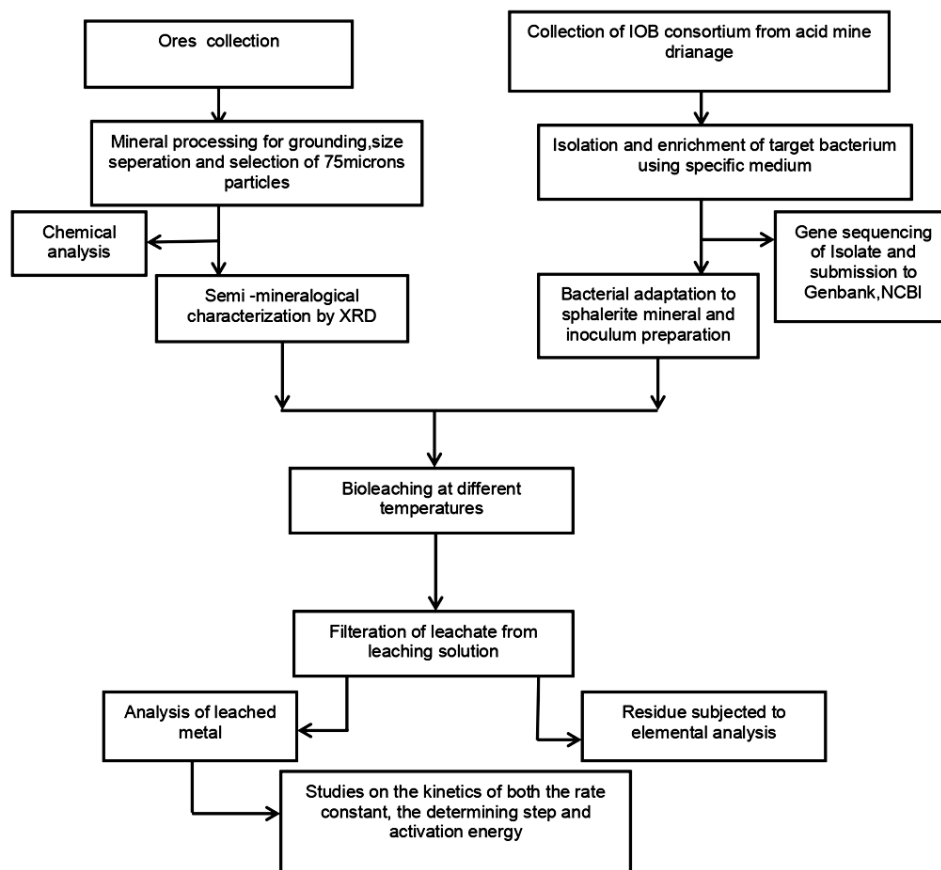 Ores collection
Collection of IOB consortium from acid mine
drianage
Mineral processing for grounding,size
seperation and selection of 75microns
particles
Isolation and enrichment of target bacterium
using specific medium
Chemical
analysis
Gene sequencing
of Isolate and
submission to
Genbank,NCBI
Semi -mineralogical
characterization by XRD
Bacterial adaptation to
sphalerite mineral and
inoculum preparation
Bioleaching at different
temperatures
Filteration of leachate from
leaching solution
Analysis of leached
metal
Residue subjected to
elemental analysis
Studies on the kinetics of both the rate
constant, the determining step and
activation energy